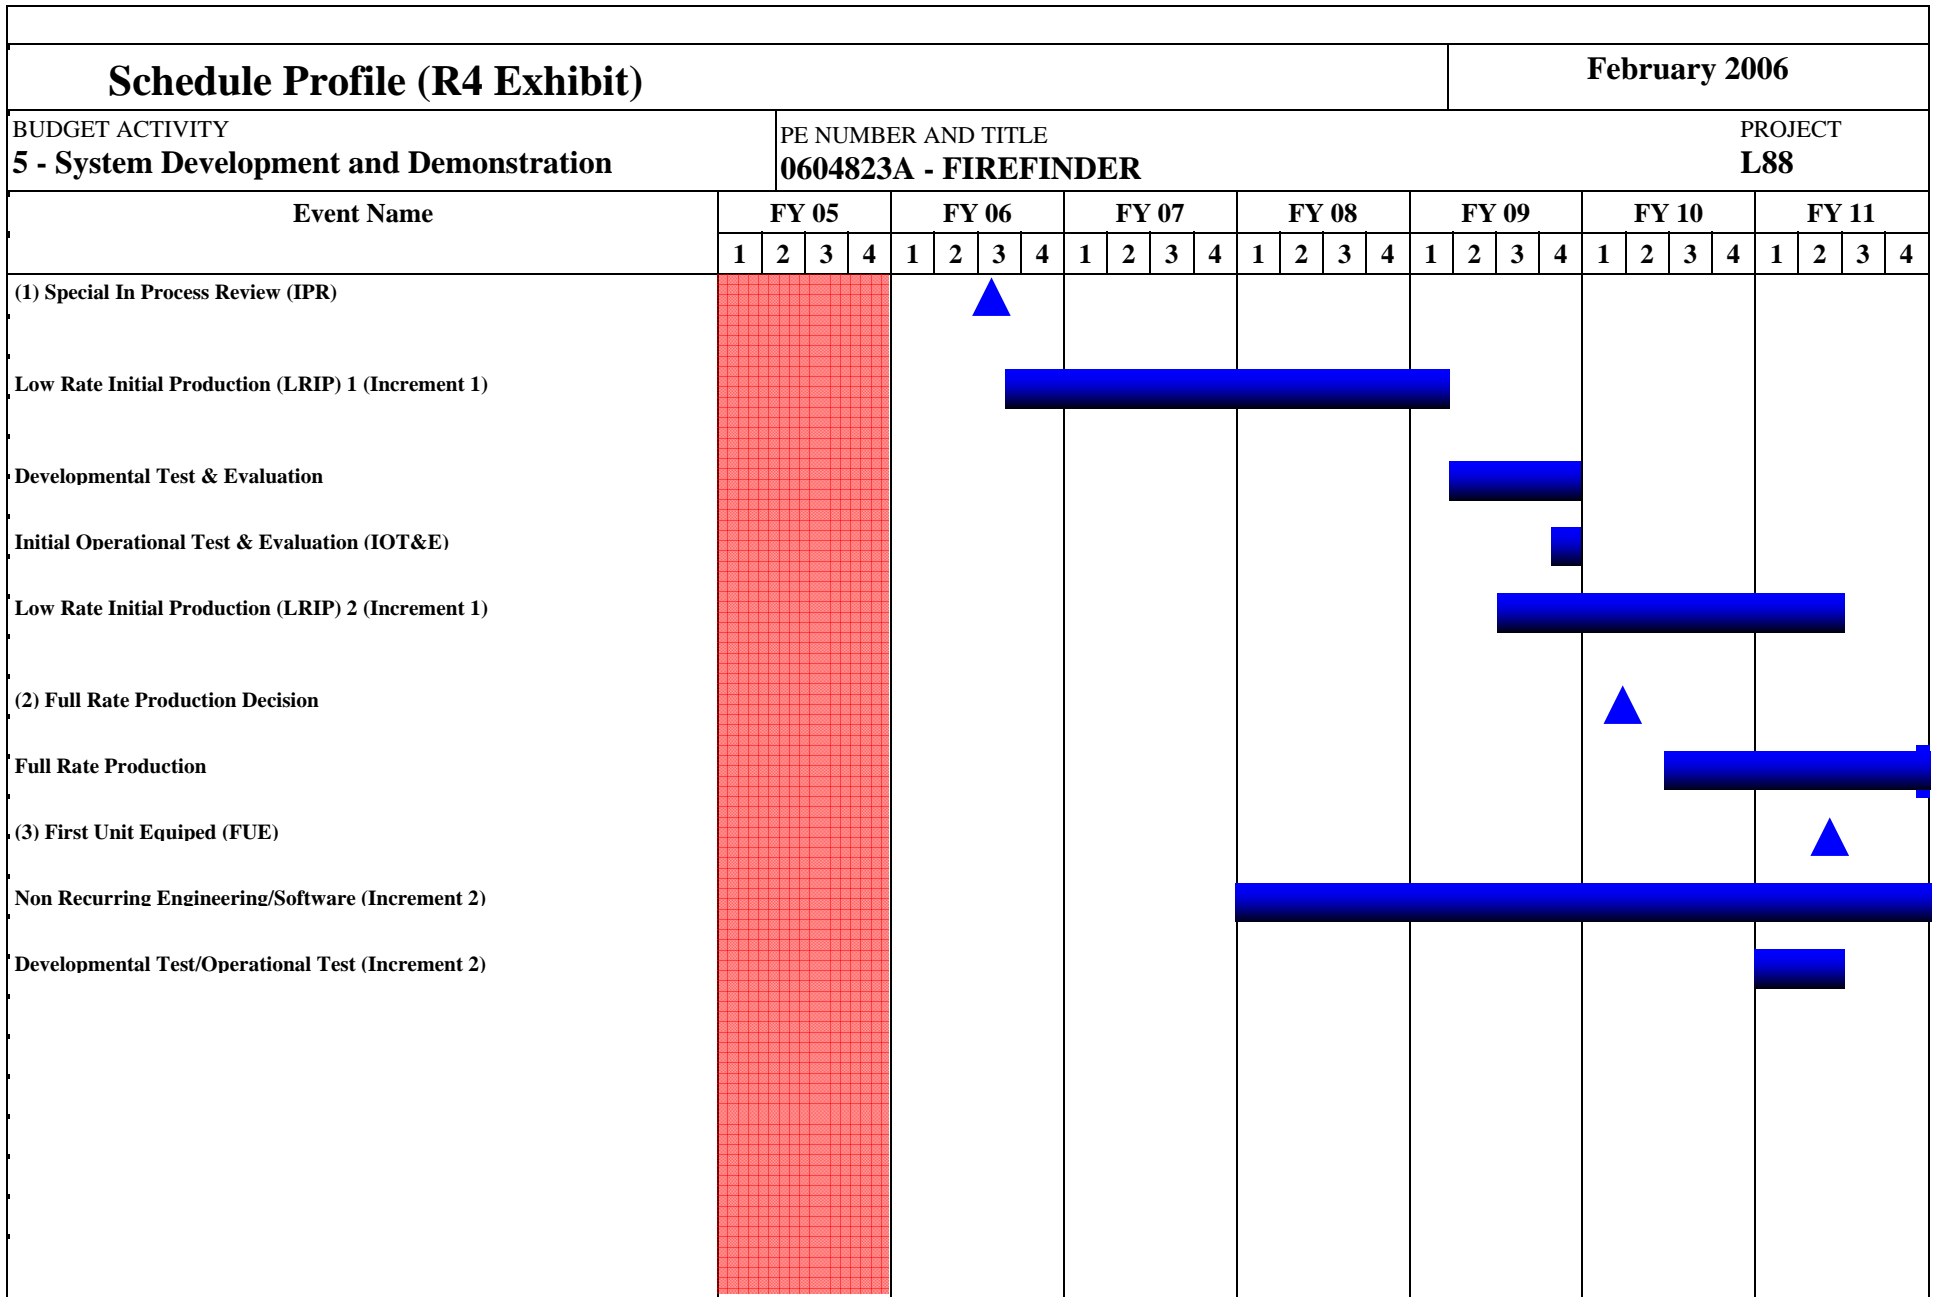 Schedule Profile (R4 Exhibit)
February 2006
BUDGET ACTIVITY
5 - System Development and Demonstration
PE NUMBER AND TITLE
0604823A - FIREFINDER
PROJECT
L88
Event Name
FY 05 FY 06 FY 07 FY 08 FY 09 FY 10 FY 11
1 2 3 4 1 2 3 4 1 2 3 4 1 2 3 4 1 2 3 4 1 2 3 4 1 2 3 4
(1) Special In Process Review (IPR)
Low Rate Initial Production (LRIP) 1 (Increment 1)
Developmental Test & Evaluation
Initial Operational Test & Evaluation (IOT&E)
Low Rate Initial Production (LRIP) 2 (Increment 1)
(2) Full Rate Production Decision
Full Rate Production
(3) First Unit Equiped (FUE)
Non Recurring Engineering/Software (Increment 2)
Developmental Test/Operational Test (Increment 2)